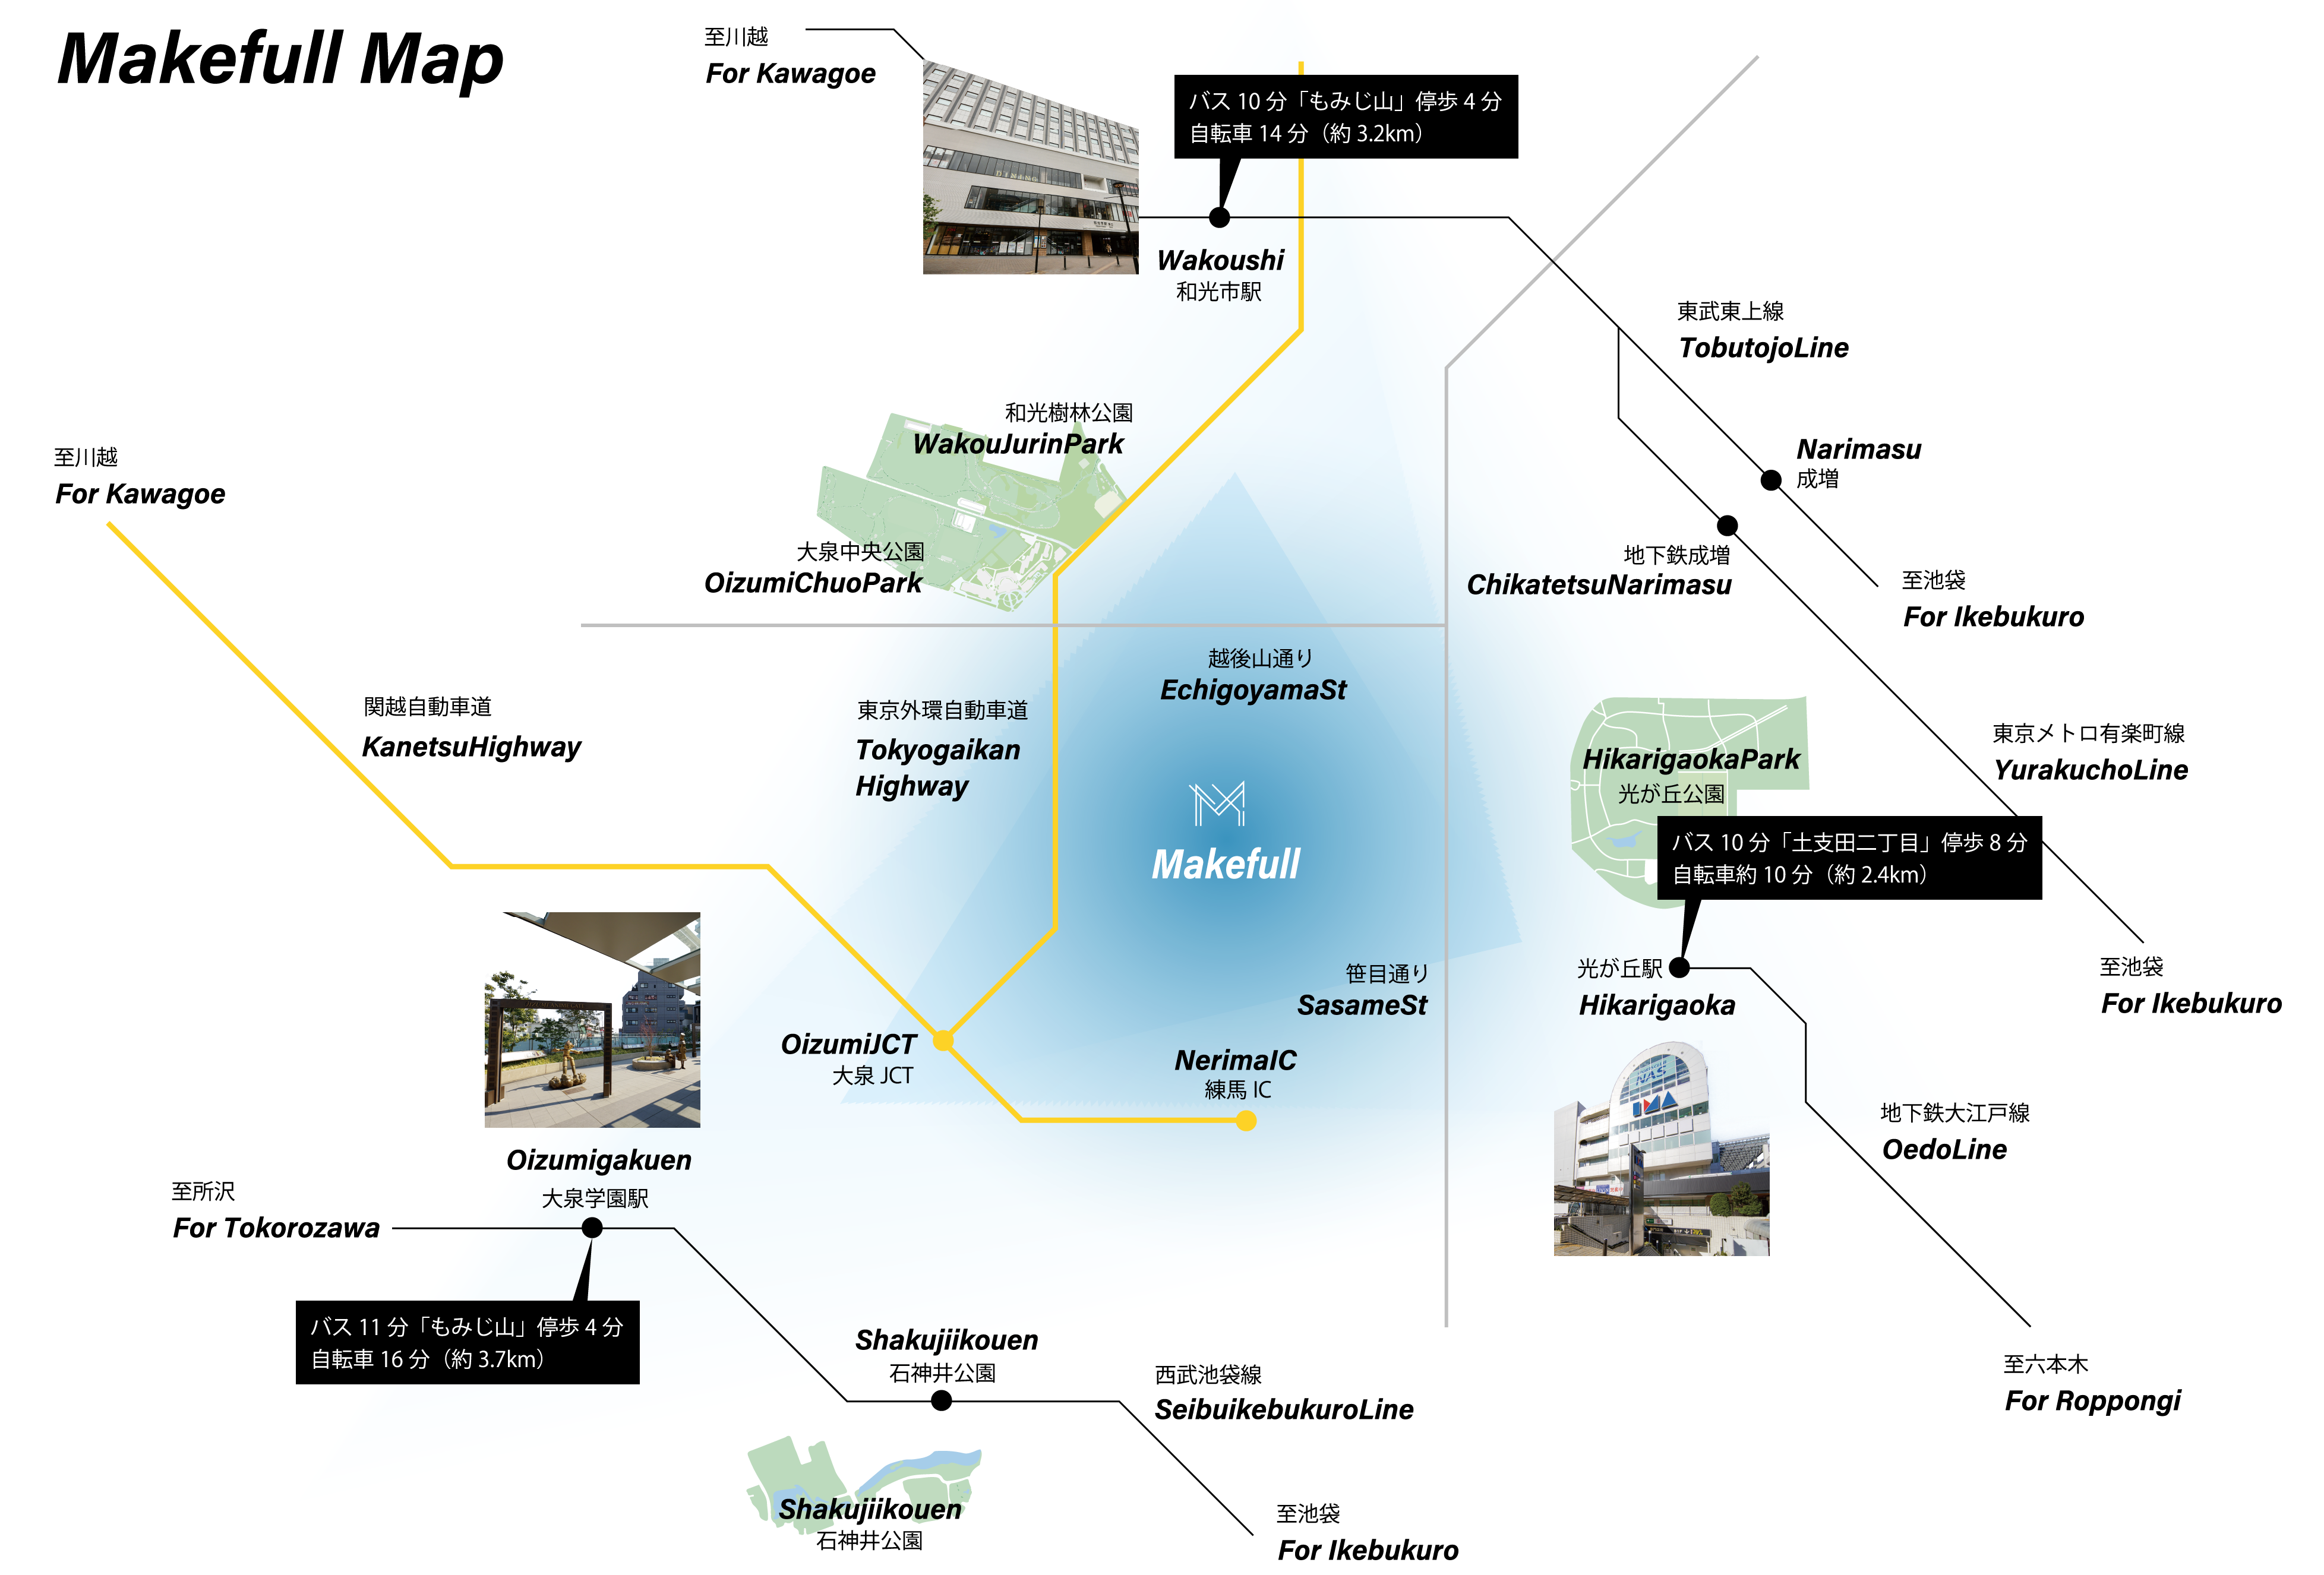 Makefull Map
至川越
For Kawagoe
バス 10 分「もみじ山」停歩 4 分
自転車 14 分（約 3.2km）
Wakoushi
和光市駅
東武東上線
TobutojoLine
和光樹林公園
WakouJurinPark
Narimasu
成増
至川越
For Kawagoe
大泉中央公園
OizumiChuoPark
地下鉄成増
ChikatetsuNarimasu
至池袋
For Ikebukuro
越後山通り
EchigoyamaSt
関越自動車道
KanetsuHighway
東京外環自動車道
Tokyogaikan
Highway
東京メトロ有楽町線
YurakuchoLine
HikarigaokaPark
光が丘公園
Makefull
バス 10 分「土支田二丁目」停歩 8 分
自転車約 10 分（約 2.4km）
笹目通り
SasameSt
光が丘駅
Hikarigaoka
至池袋
For Ikebukuro
OizumiJCT
大泉 JCT
NerimaIC
練馬 IC
NAS
IMA
地下鉄大江戸線
OedoLine
Oizumigakuen
大泉学園駅
至所沢
For Tokorozawa
バス 11 分「もみじ山」停歩 4 分
自転車 16 分（約 3.7km）
Shakujiikouen
石神井公園
西武池袋線
SeibuikebukuroLine
至六本木
For Roppongi
Shakujiikouen
石神井公園
至池袋
For Ikebukuro